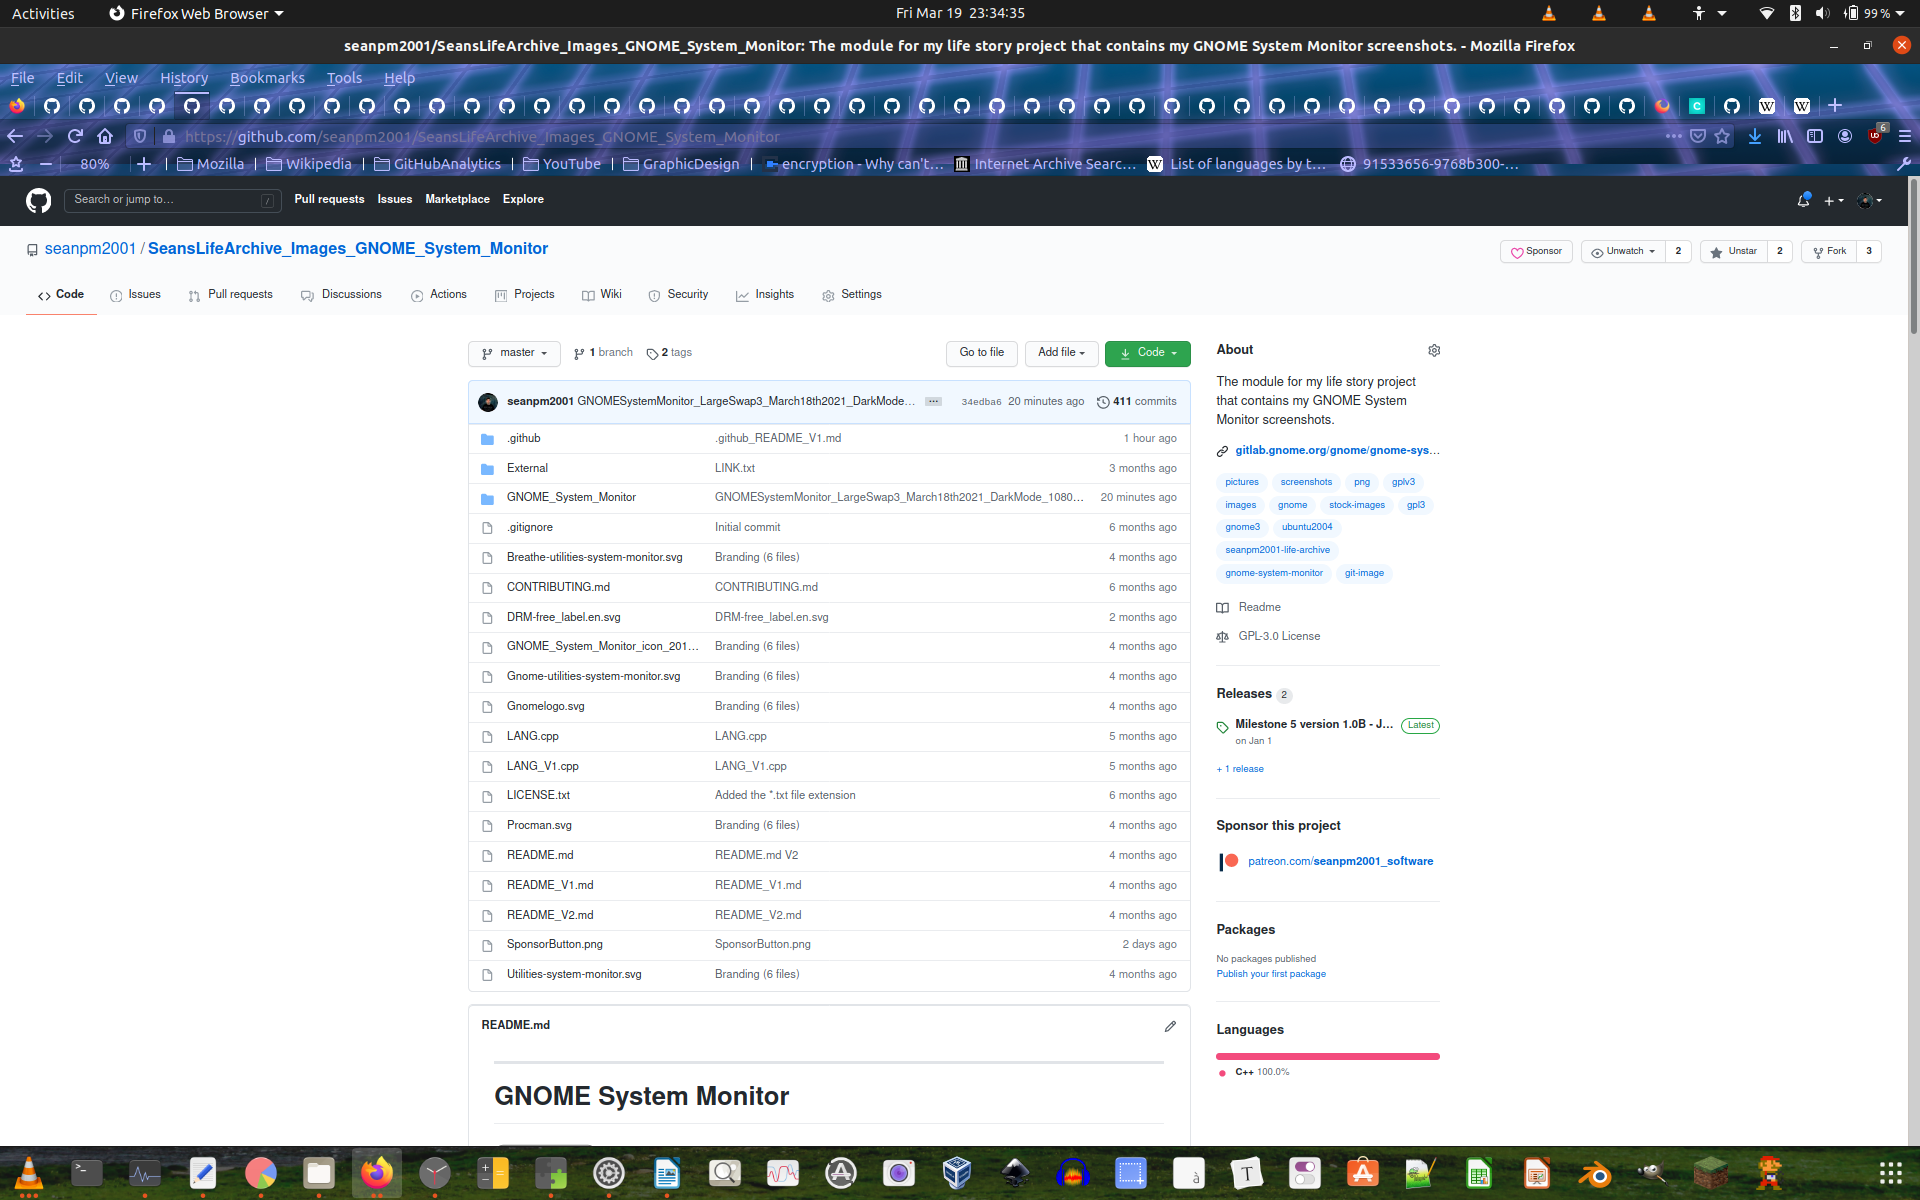 Activities
Firefox Web Browser
Fri Mar 19 23:34:35
99 %
seanpm2001/SeansLifeArchive_Images_GNOME_System_Monitor: The module for my life story project that contains my GNOME System Monitor screenshots. - Mozilla Firefox
File Edit View History Bookmarks Tools Help
https://github.com/seanpm2001/SeansLifeArchive_Images_GNOME_System_Monitor
6
80%
Mozilla
Wikipedia
GitHubAnalytics
YouTube
GraphicDesign
encryption - Why can't…
Internet Archive Searc…
List of languages by t…
91533656-9768b300-…
Search or jump to…
/
Pull requests Issues Marketplace Explore
seanpm2001 / SeansLifeArchive_Images_GNOME_System_Monitor
Sponsor
Unwatch 2
Unstar 2
Fork 3
Code
Issues
Pull requests
Discussions
Actions
Projects
Wiki
Security
Insights
Settings
master
1 branch
2 tags
Go to file
Add file
Code
seanpm2001 GNOMESystemMonitor_LargeSwap3_March18th2021_DarkMode… ... 34edba6 20 minutes ago 411 commits
.github .github_README_V1.md 1 hour ago
External LINK.txt 3 months ago
GNOME_System_Monitor GNOMESystemMonitor_LargeSwap3_March18th2021_DarkMode_1080… 20 minutes ago
.gitignore Initial commit 6 months ago
Breathe-utilities-system-monitor.svg Branding (6 files) 4 months ago
CONTRIBUTING.md CONTRIBUTING.md 6 months ago
DRM-free_label.en.svg DRM-free_label.en.svg 2 months ago
GNOME_System_Monitor_icon_201… Branding (6 files) 4 months ago
Gnome-utilities-system-monitor.svg Branding (6 files) 4 months ago
Gnomelogo.svg Branding (6 files) 4 months ago
LANG.cpp LANG.cpp 5 months ago
LANG_V1.cpp LANG_V1.cpp 5 months ago
LICENSE.txt Added the *.txt file extension 6 months ago
Procman.svg Branding (6 files) 4 months ago
README.md README.md V2 4 months ago
README_V1.md README_V1.md 4 months ago
README_V2.md README_V2.md 4 months ago
SponsorButton.png SponsorButton.png 2 days ago
Utilities-system-monitor.svg Branding (6 files) 4 months ago
README.md
GNOME System Monitor
About
The module for my life story project
that contains my GNOME System
Monitor screenshots.
gitlab.gnome.org/gnome/gnome-sys…
pictures screenshots png gplv3
images gnome stock-images gpl3
gnome3 ubuntu2004
seanpm2001-life-archive
gnome-system-monitor git-image
Readme
GPL-3.0 License
Releases 2
Milestone 5 version 1.0B - J… Latest
on Jan 1
+ 1 release
Sponsor this project
patreon.com/seanpm2001_software
Packages
No packages published
Publish your first package
Languages
C++ 100.0%